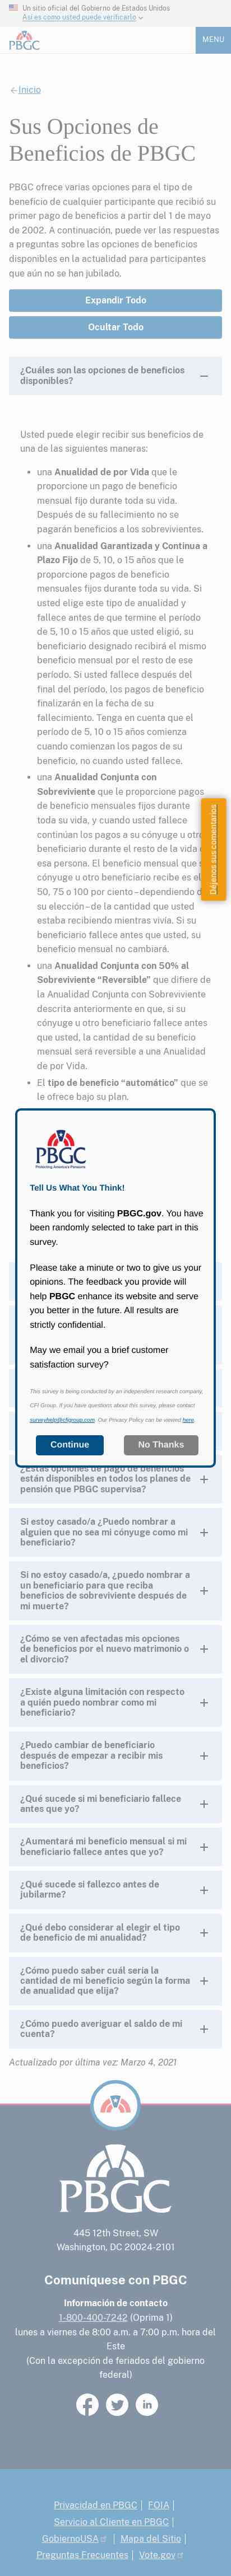 Un sitio oficial del Gobierno de Estados Unidos
Así es como usted puede verificarlo
PBGC
MENU
Inicio
Sus Opciones de
Beneficios de PBGC
PBGC ofrece varias opciones para el tipo de
beneficio de cualquier participante que recibió su
primer pago de beneficios a partir del 1 de mayo
de 2002. A continuación, puede ver las respuestas
a preguntas sobre las opciones de beneficios
disponibles en la actualidad para participantes
que aún no se han jubilado.
Expandir Todo
Ocultar Todo
¿Cuáles son las opciones de beneficios
disponibles?
Usted puede elegir recibir sus beneficios de
una de las siguientes maneras:
• una Anualidad de por Vida que le
proporcione un pago de beneficio
mensual fijo durante toda su vida.
Después de su fallecimiento no se
pagarán beneficios a los sobrevivientes.
• una Anualidad Garantizada y Continua a
Plazo Fijo de 5, 10, o 15 años que le
proporcione pagos de beneficio
mensuales fijos durante toda su vida. Si
usted elige este tipo de anualidad y
fallece antes de que termine el período
de 5, 10 o 15 años que usted eligió, su
beneficiario designado recibirá el mismo
beneficio mensual por el resto de ese
período. Si usted fallece después del
final del período, los pagos de beneficio
finalizarán en la fecha de su
fallecimiento. Tenga en cuenta que el
período de 5, 10 o 15 años comienza
cuando comienzan los pagos de su
beneficio, no cuando usted fallece.
• una Anualidad Conjunta con
Sobreviviente que le proporcione pagos
de beneficio mensuales fijos durante
toda su vida, y cuando usted fallece
continúan los pagos a su cónyuge u otro
beneficiario durante el resto de la vida de
esa persona. El beneficio mensual que su
cónyuge u otro beneficiario recibe es el
50, 75 o 100 por ciento – dependiendo de
su elección – de la cantidad que usted
estaba recibiendo mientras vivía. Si su
beneficiario fallece antes que usted, su
beneficio mensual no cambiará.
• una Anualidad Conjunta con 50% al
Sobreviviente “Reversible” que difiere de
la Anualidad Conjunta con Sobreviviente
descrita anteriormente en que, si su
cónyuge u otro beneficiario fallece antes
que usted, la cantidad de su beneficio
mensual será reversible a una Anualidad
de por Vida.
• El tipo de beneficio “automático” que se
le ofrece bajo su plan.
Déjenos sus comentarios
PBGC
Protecting America's Pensions
Tell Us What You Think!
Thank you for visiting PBGC.gov. You have
been randomly selected to take part in this
survey.
Please take a minute or two to give us your
opinions. The feedback you provide will
help PBGC enhance its website and serve
you better in the future. All results are
strictly confidential.
May we email you a brief customer
satisfaction survey?
This survey is being conducted by an independent research company,
CFI Group. If you have questions about this survey, please contact
surveyhelp@cfigroup.com. Our Privacy Policy can be viewed here.
Continue
No Thanks
¿Estas opciones de pago de beneficios
están disponibles en todos los planes de
pensión que PBGC supervisa?
Si estoy casado/a ¿Puedo nombrar a
alguien que no sea mi cónyuge como mi
beneficiario?
Si no estoy casado/a, ¿puedo nombrar a
un beneficiario para que reciba
beneficios de sobreviviente después de
mi muerte?
¿Cómo se ven afectadas mis opciones
de beneficios por el nuevo matrimonio o
el divorcio?
¿Existe alguna limitación con respecto
a quién puedo nombrar como mi
beneficiario?
¿Puedo cambiar de beneficiario
después de empezar a recibir mis
beneficios?
¿Qué sucede si mi beneficiario fallece
antes que yo?
¿Aumentará mi beneficio mensual si mi
beneficiario fallece antes que yo?
¿Qué sucede si fallezco antes de
jubilarme?
¿Qué debo considerar al elegir el tipo
de beneficio de mi anualidad?
¿Cómo puedo saber cuál sería la
cantidad de mi beneficio según la forma
de anualidad que elija?
¿Cómo puedo averiguar el saldo de mi
cuenta?
Actualizado por última vez: Marzo 4, 2021
PBGC
445 12th Street, SW
Washington, DC 20024-2101
Comuníquese con PBGC
Información de contacto
1-800-400-7242 (Oprima 1)
lunes a viernes de 8:00 a.m. a 7:00 p.m. hora del
Este
(Con la excepción de feriados del gobierno
federal)
Privacidad en PBGC | FOIA |
Servicio al Cliente en PBGC |
GobiernoUSA | Mapa del Sitio |
Preguntas Frecuentes | Vote.gov |